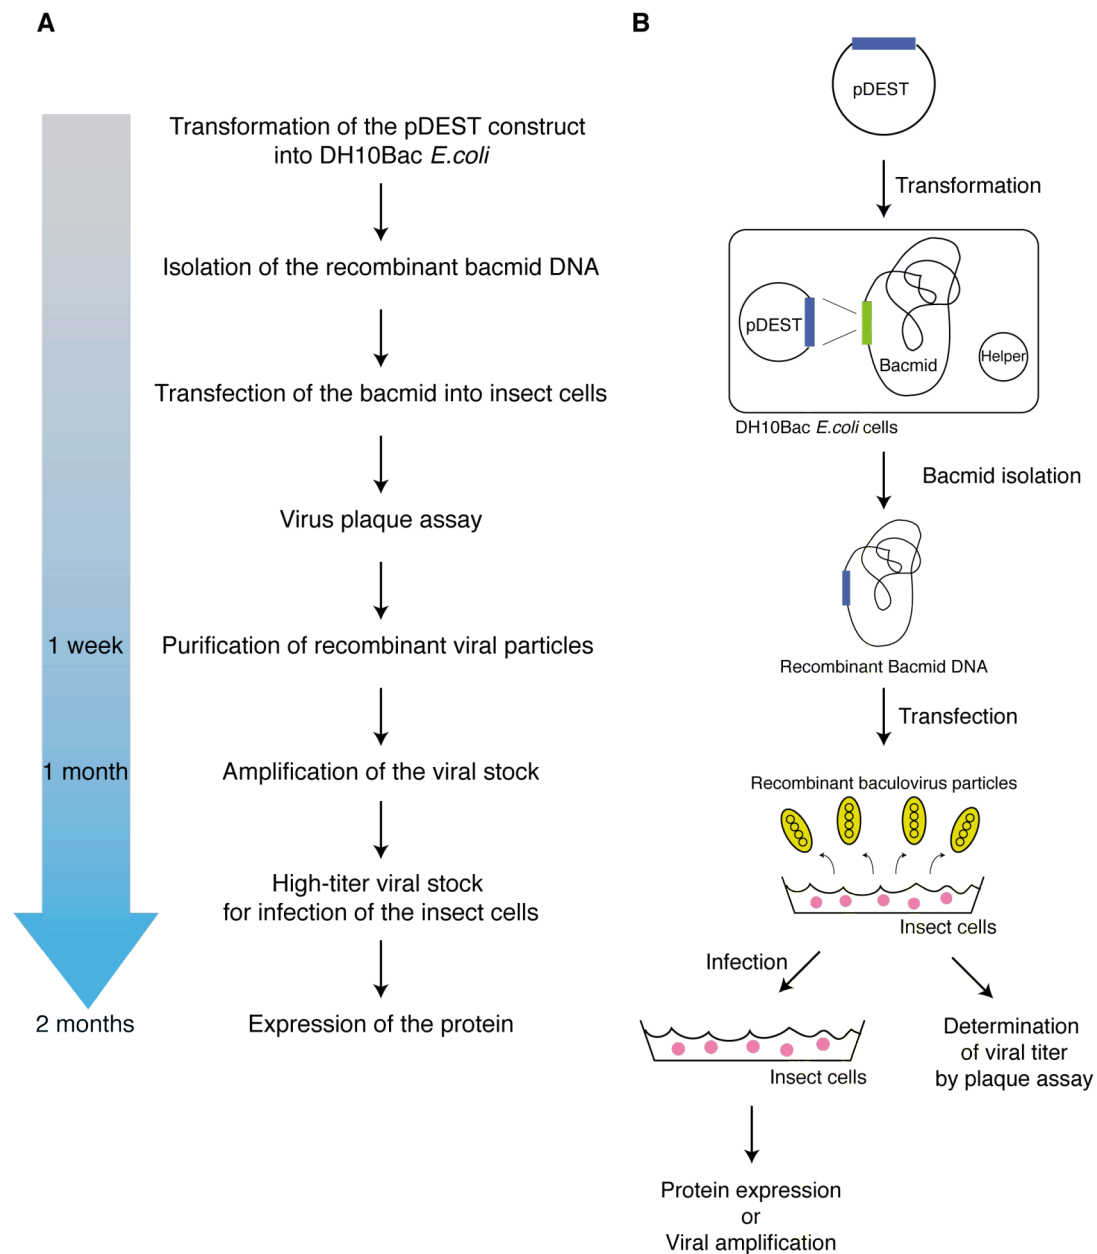 A
Transformation of the pDEST construct
into DH10Bac E.coli
Isolation of the recombinant bacmid DNA
Transfection of the bacmid into insect cells
Virus plaque assay
1 week
Purification of recombinant viral particles
1 month
Amplification of the viral stock
High-titer viral stock
for infection of the insect cells
2 months
Expression of the protein
B
pDEST
Transformation
pDEST
Bacmid
Helper
DH10Bac E.coli cells
Bacmid isolation
Recombinant Bacmid DNA
Transfection
Recombinant baculovirus particles
Insect cells
Infection
Insect cells
Determination
of viral titer
by plaque assay
Protein expression
or
Viral amplification